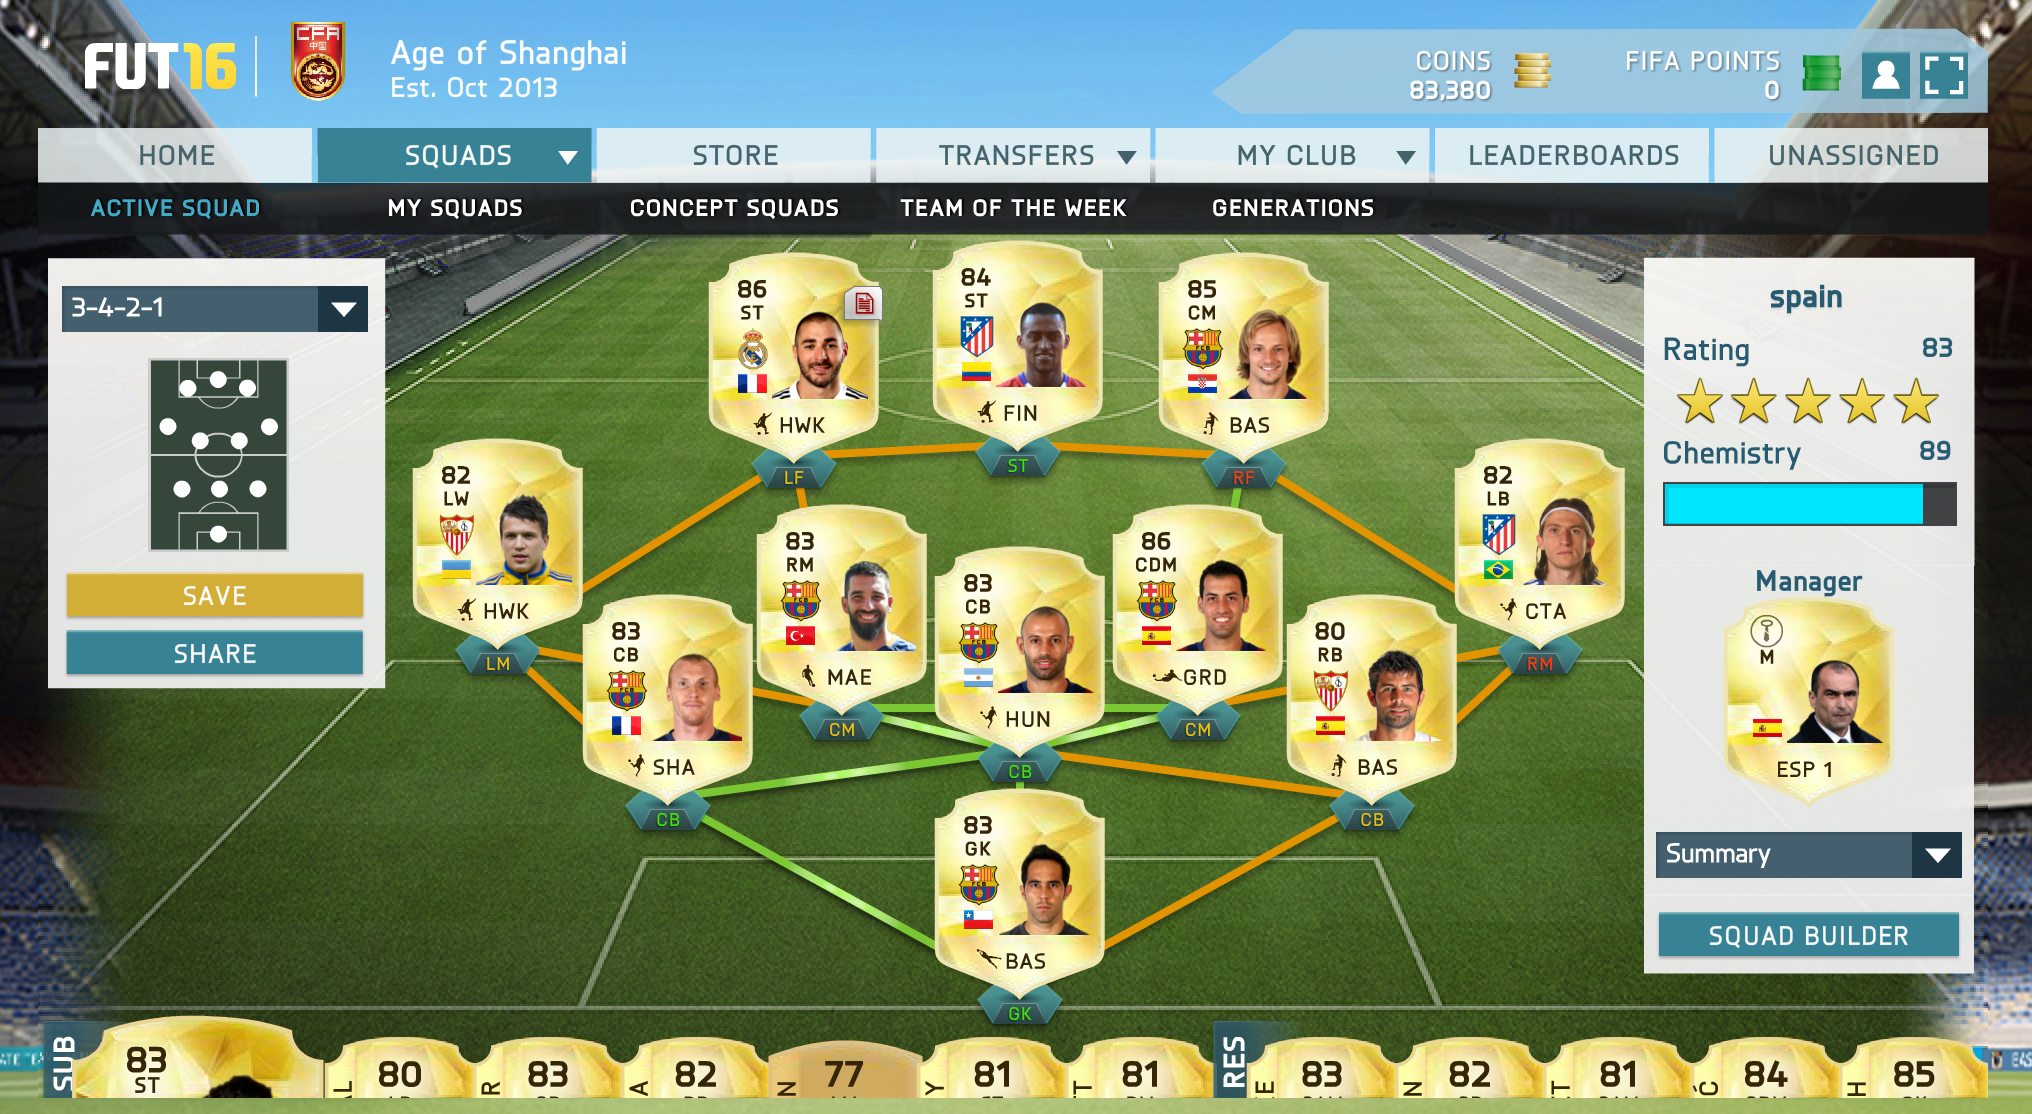 FUT16
CFA
中国
Age of Shanghai
Est. Oct 2013
COINS
83,380
FIFA POINTS
0
HOME
SQUADS
STORE
TRANSFERS
MY CLUB
LEADERBOARDS
UNASSIGNED
ACTIVE SQUAD
MY SQUADS
CONCEPT SQUADS
TEAM OF THE WEEK
GENERATIONS
3-4-2-1
SAVE
SHARE
86
ST
HWK
LF
84
ST
FIN
ST
85
CM
BAS
RF
82
LW
HWK
LM
83
RM
MAE
CM
86
CDM
GRD
CM
82
LB
CTA
RM
83
CB
SHA
CB
83
CB
HUN
CB
80
RB
BAS
CB
83
GK
BAS
GK
spain
Rating 83
Chemistry 89
Manager
M
ESP 1
Summary
SQUAD BUILDER
SUB
83
ST
80
83
82
77
81
81
RES
83
82
81
84
85